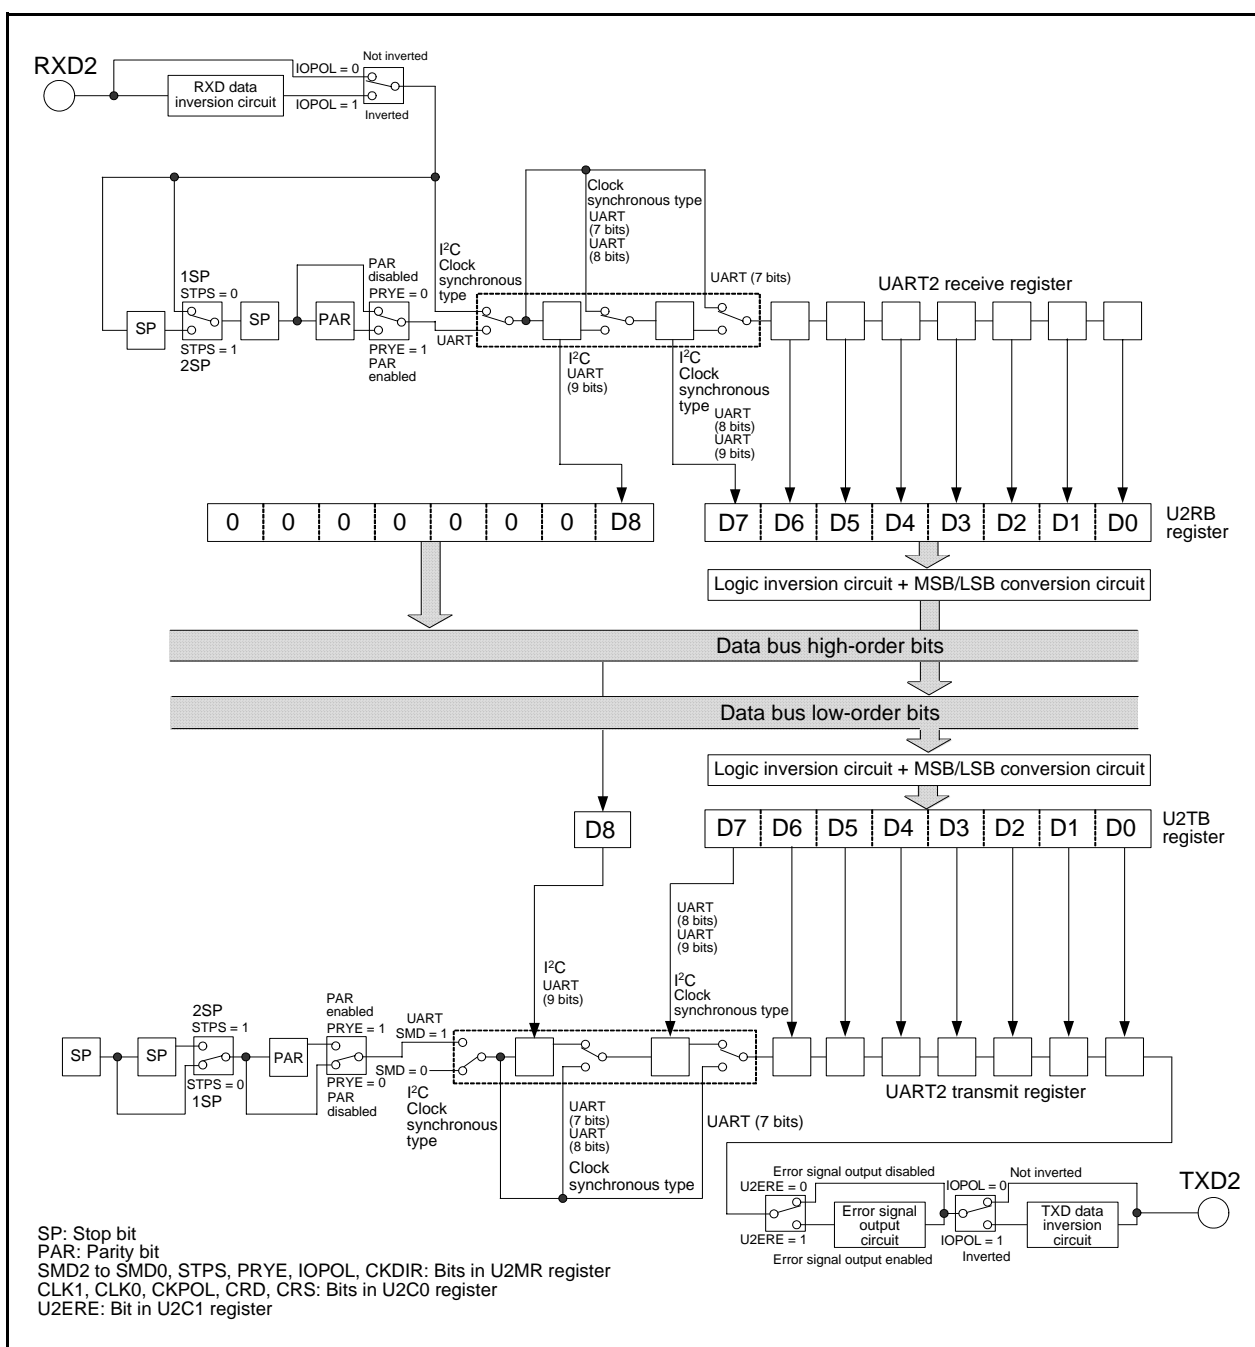 RXD2
Not inverted
IOPOL = 0
RXD data
inversion circuit
IOPOL = 1
Inverted
Clock
synchronous type
UART
(7 bits)
UART
(8 bits)
I²C
Clock
synchronous
type
PAR
disabled
1SP
STPS = 0
PRYE = 0
UART (7 bits)
UART2 receive register
SP
SP
PAR
UART
STPS = 1
2SP
PRYE = 1
PAR
enabled
I²C
UART
(9 bits)
I²C
Clock
synchronous
type
UART
(8 bits)
UART
(9 bits)
0 0 0 0 0 0 0 D8
D7 D6 D5 D4 D3 D2 D1 D0
U2RB
register
Logic inversion circuit + MSB/LSB conversion circuit
Data bus high-order bits
Data bus low-order bits
Logic inversion circuit + MSB/LSB conversion circuit
D8
D7 D6 D5 D4 D3 D2 D1 D0
U2TB
register
UART
(8 bits)
UART
(9 bits)
I²C
UART
(9 bits)
I²C
Clock
synchronous type
2SP
STPS = 1
PAR
enabled
PRYE = 1
UART
SMD = 1
SP
SP
PAR
STPS = 0
1SP
PRYE = 0
PAR
disabled
SMD = 0
I²C
Clock
synchronous
type
UART2 transmit register
UART
(7 bits)
UART
(8 bits)
Clock
synchronous type
UART (7 bits)
Error signal output disabled
U2ERE = 0
IOPOL = 0
Not inverted
TXD2
Error signal
output
circuit
TXD data
inversion
circuit
U2ERE = 1
Error signal output enabled
IOPOL = 1
Inverted
SP: Stop bit
PAR: Parity bit
SMD2 to SMD0, STPS, PRYE, IOPOL, CKDIR: Bits in U2MR register
CLK1, CLK0, CKPOL, CRD, CRS: Bits in U2C0 register
U2ERE: Bit in U2C1 register